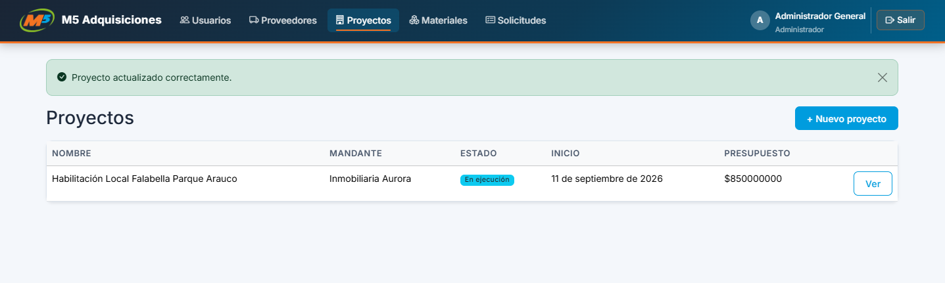 M5 M5 Adquisiciones Usuarios Proveedores Proyectos Materiales Solicitudes A Administrador General Salir
Administrador
Proyecto actualizado correctamente.
Proyectos + Nuevo proyecto
NOMBRE MANDANTE ESTADO INICIO PRESUPUESTO
Habilitación Local Falabella Parque Arauco Inmobiliaria Aurora En ejecución 11 de septiembre de 2026 $850000000 Ver